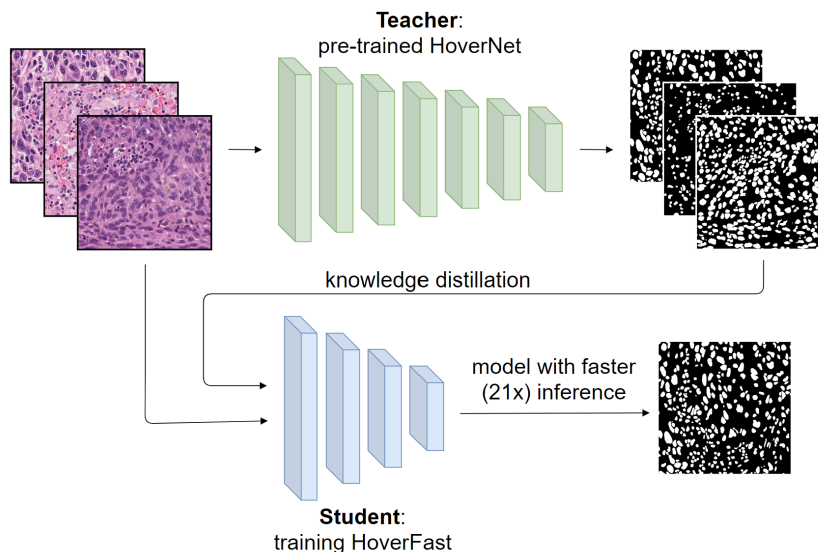 Teacher:
pre-trained HoverNet
knowledge distillation
model with faster
(21x) inference
Student:
training HoverFast